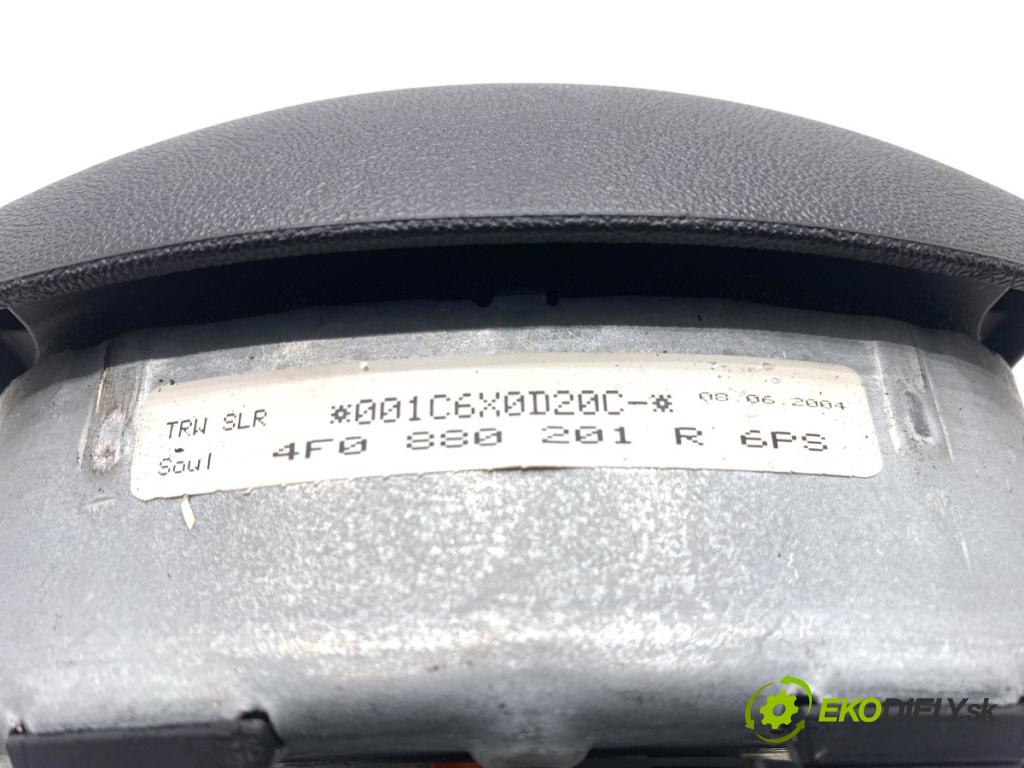 TRW SLR *001C6X0D20C-* 08.06.2004
Soul 4F0 880 201 R 6PS
EKODIELY.sk